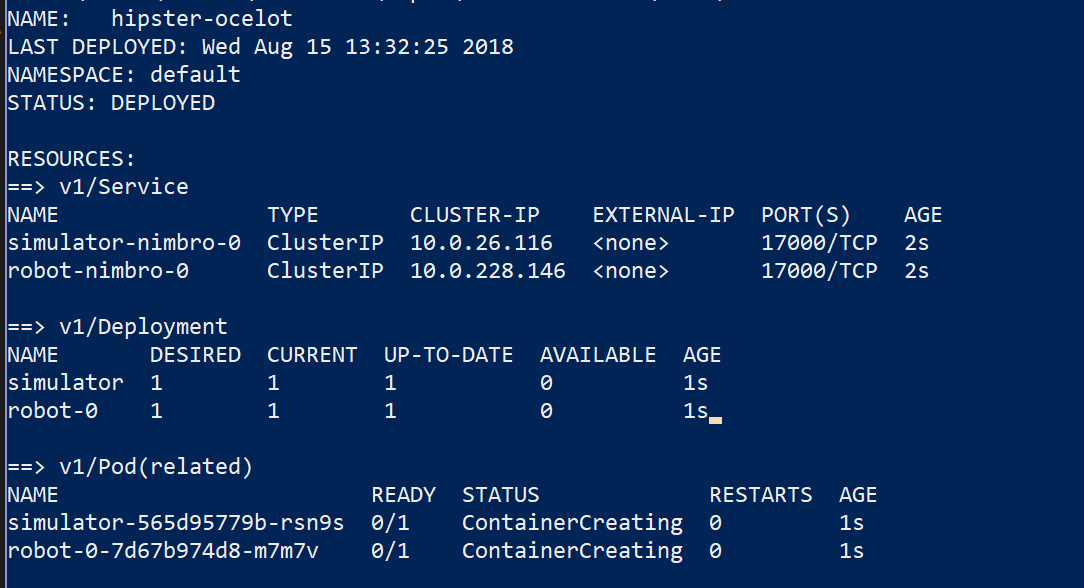 NAME:   hipster-ocelot
LAST DEPLOYED: Wed Aug 15 13:32:25 2018
NAMESPACE: default
STATUS: DEPLOYED
RESOURCES:
==> v1/Service
NAME                TYPE       CLUSTER-IP    EXTERNAL-IP  PORT(S)    AGE
simulator-nimbro-0  ClusterIP  10.0.26.116   <none>       17000/TCP  2s
robot-nimbro-0      ClusterIP  10.0.228.146  <none>       17000/TCP  2s
==> v1/Deployment
NAME       DESIRED  CURRENT  UP-TO-DATE  AVAILABLE  AGE
simulator  1        1        1           0          1s
robot-0    1        1        1           0          1s
==> v1/Pod(related)
NAME                        READY  STATUS             RESTARTS  AGE
simulator-565d95779b-rsn9s  0/1    ContainerCreating  0         1s
robot-0-7d67b974d8-m7m7v    0/1    ContainerCreating  0         1s